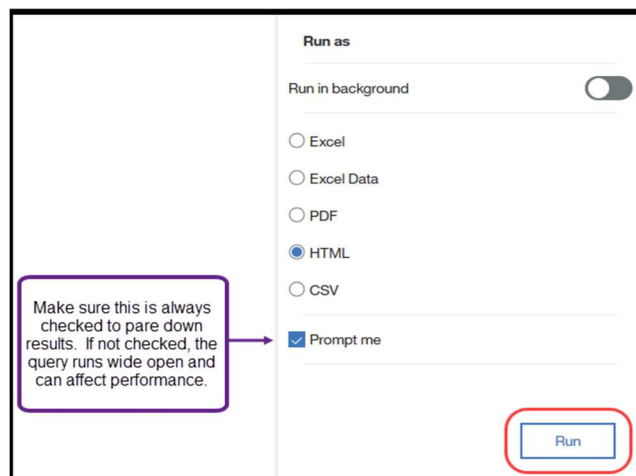 Run as
Run in background
Excel
Excel Data
PDF
HTML
CSV
Make sure this is always
checked to pare down
results.  If not checked, the
query runs wide open and
can affect performance.
Prompt me
Run